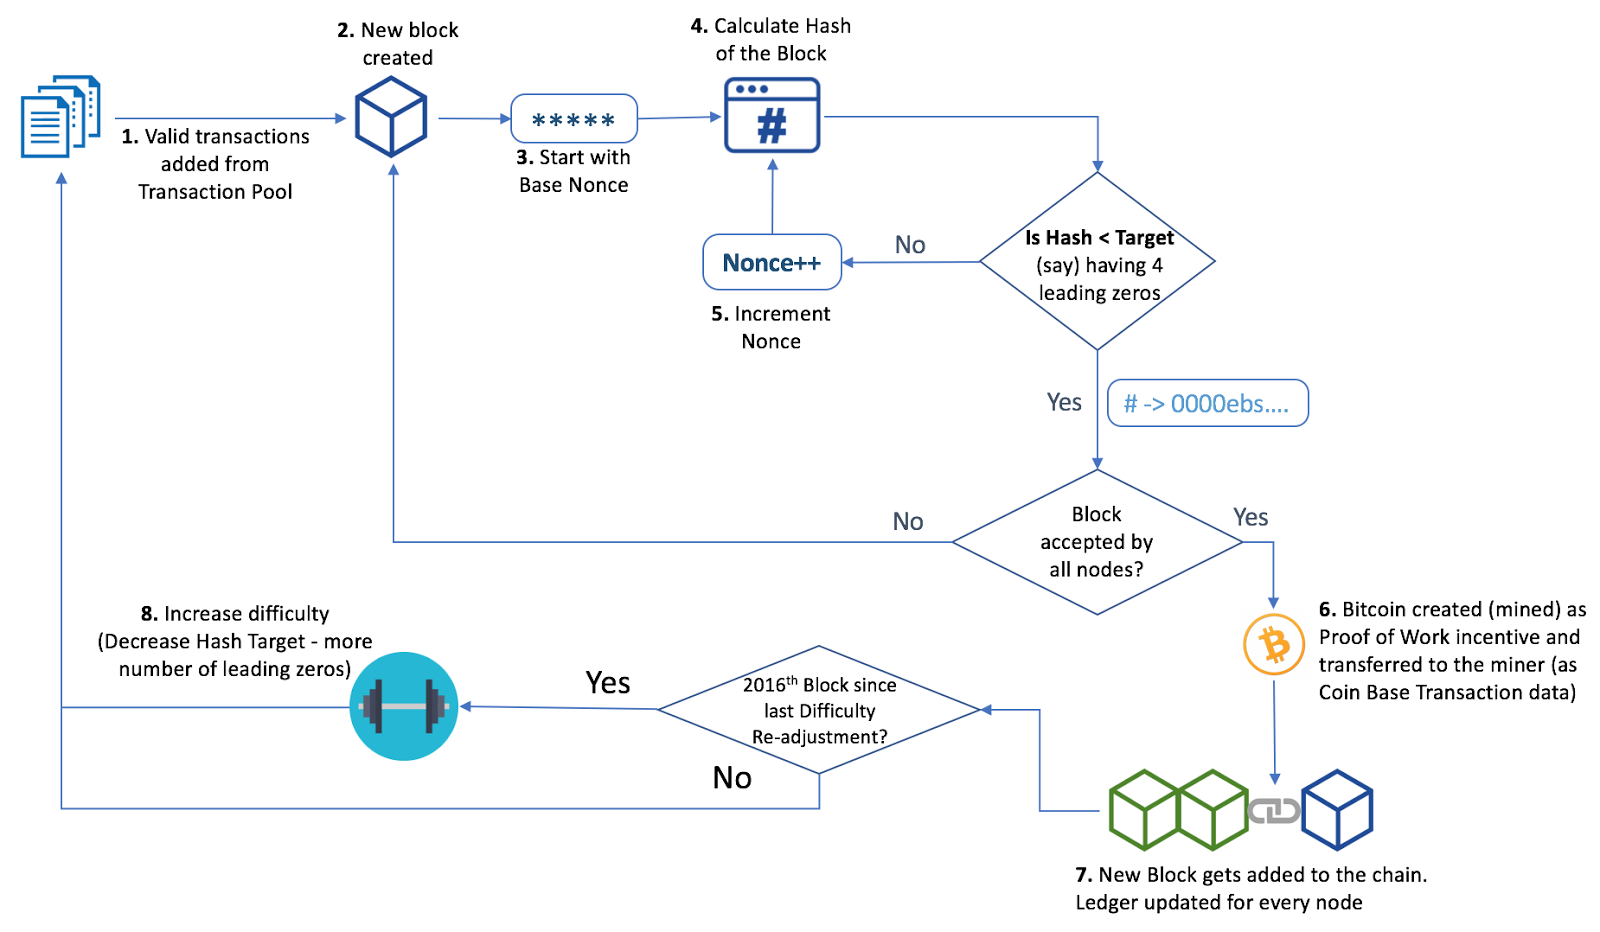 1. Valid transactions
added from
Transaction Pool
2. New block
created
*****
3. Start with
Base Nonce
4. Calculate Hash
of the Block
#
Is Hash < Target
(say) having 4
leading zeros
No
Nonce++
5. Increment
Nonce
Yes
# -> 0000ebs....
Block
accepted by
all nodes?
No
Yes
6. Bitcoin created (mined) as
Proof of Work incentive and
transferred to the miner (as
Coin Base Transaction data)
7. New Block gets added to the chain.
Ledger updated for every node
2016th Block since
last Difficulty
Re-adjustment?
Yes
No
8. Increase difficulty
(Decrease Hash Target - more
number of leading zeros)